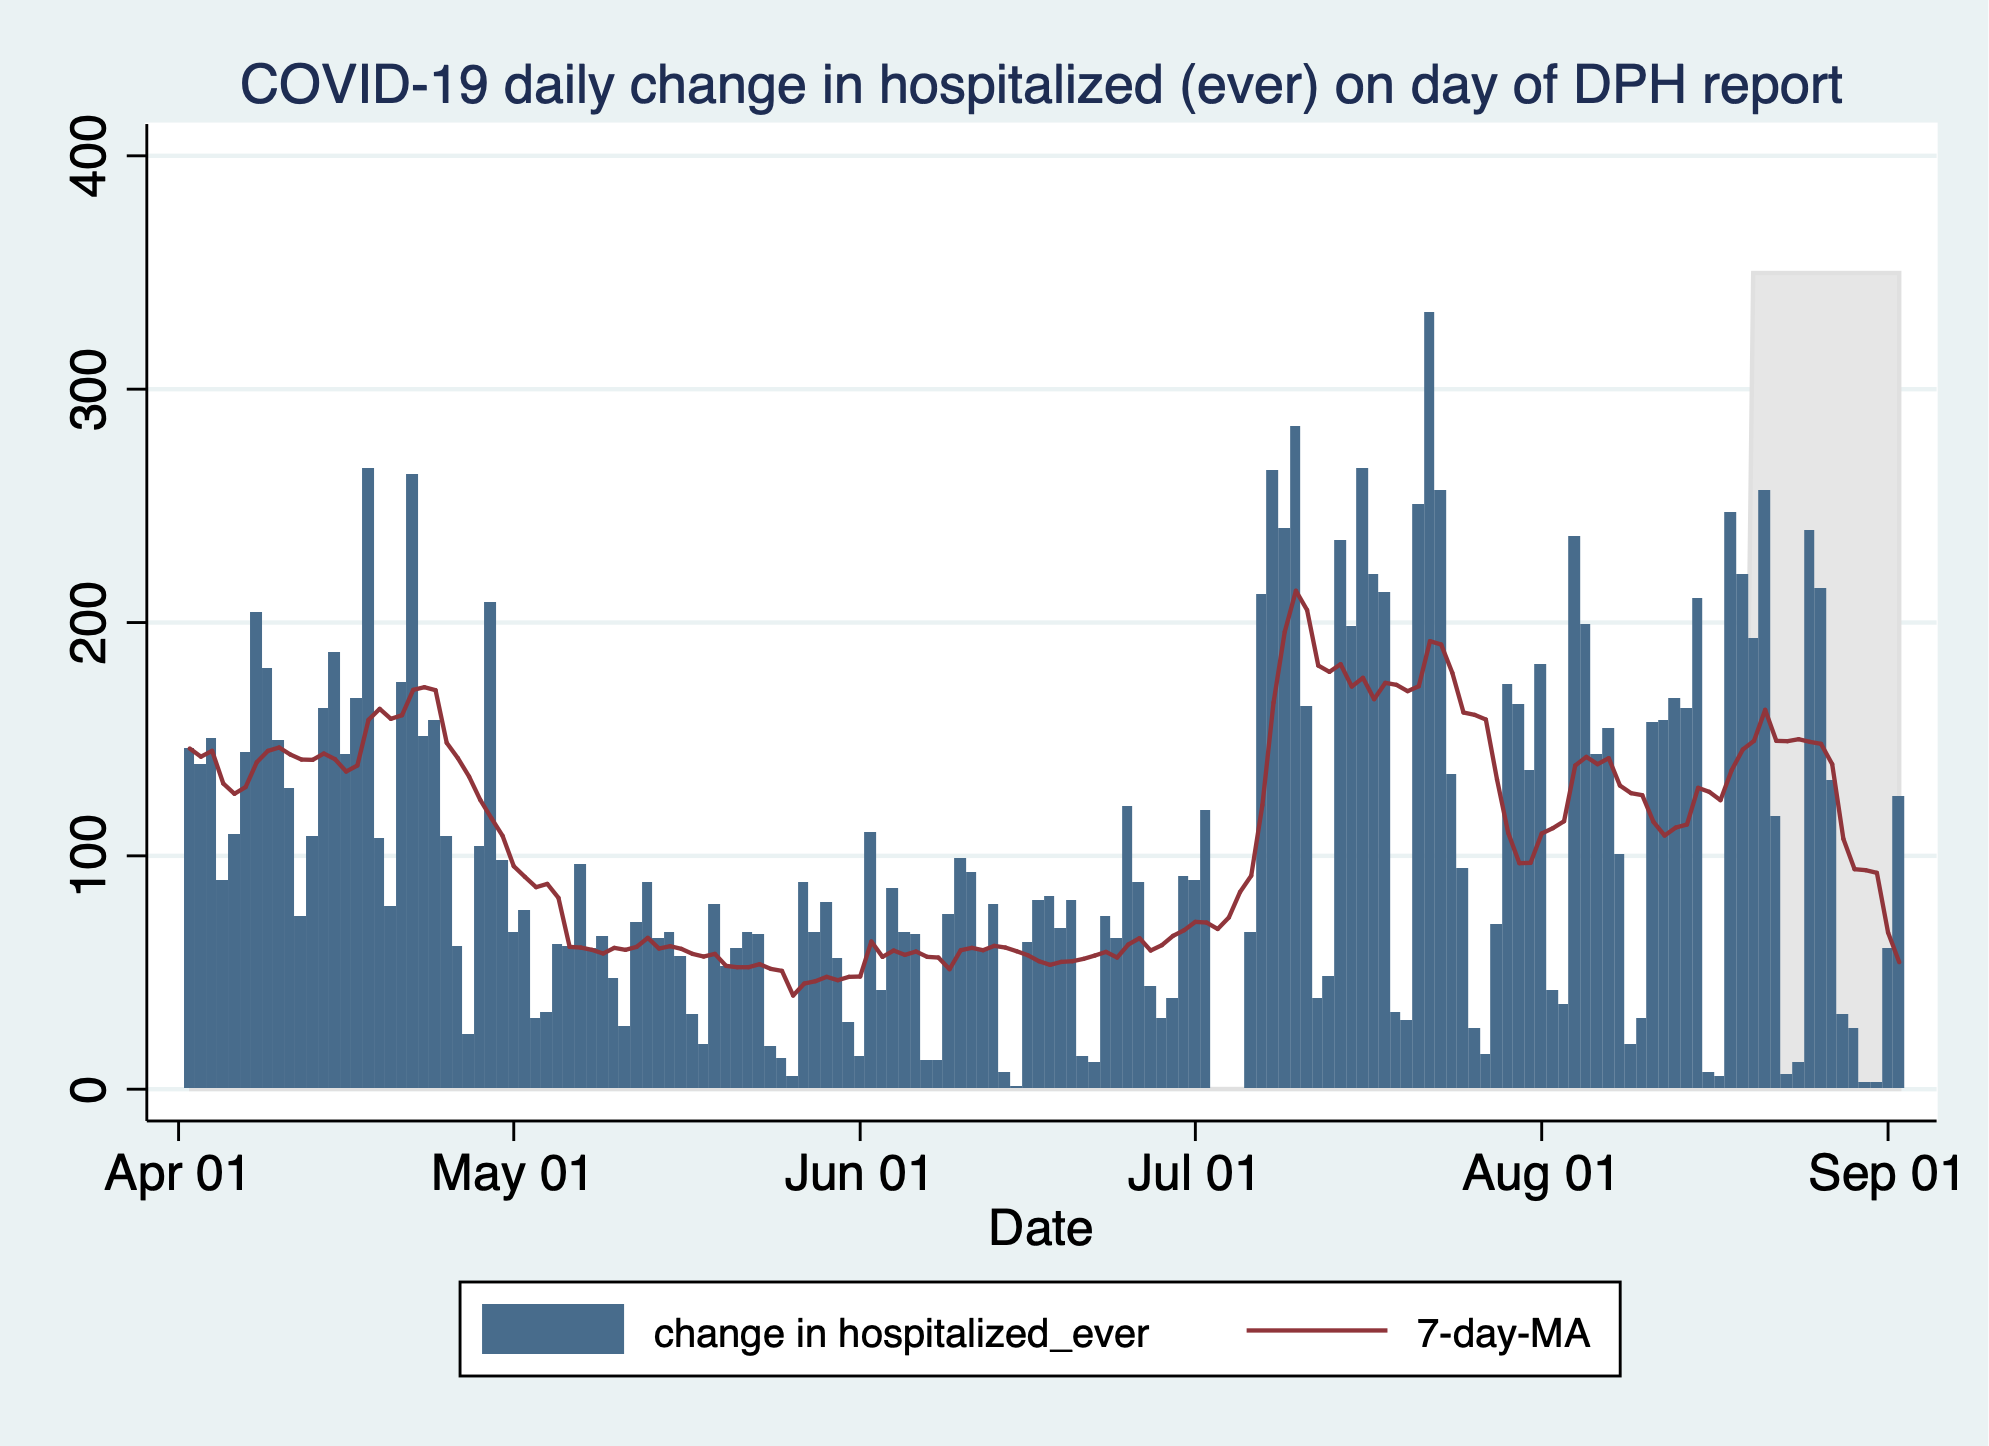 COVID-19 daily change in hospitalized (ever) on day of DPH report
400
300
200
100
0
Apr 01 May 01 Jun 01 Jul 01 Aug 01 Sep 01
Date
change in hospitalized_ever 7-day-MA